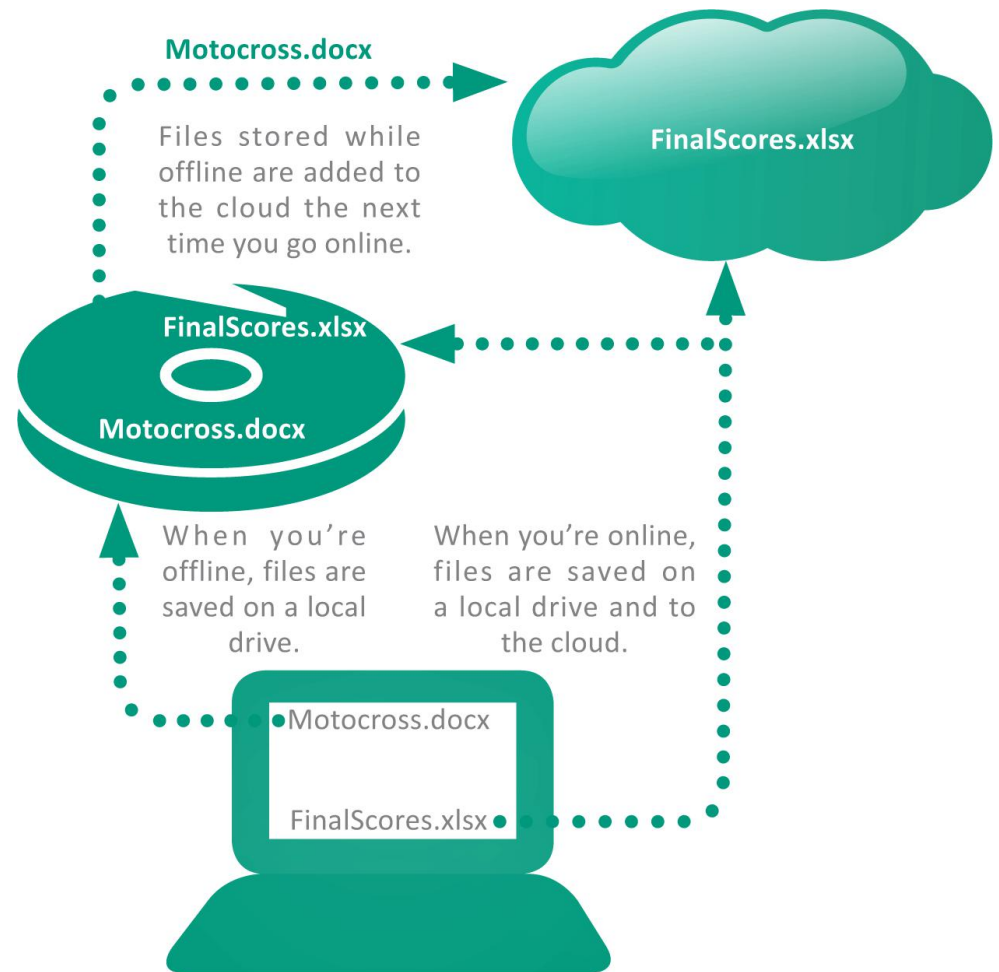 Motocross.docx
Files stored while
offline are added to
the cloud the next
time you go online.
FinalScores.xlsx
FinalScores.xlsx
Motocross.docx
When you’re
offline, files are
saved on a local
drive.
When you’re online,
files are saved on
a local drive and to
the cloud.
Motocross.docx
FinalScores.xlsx